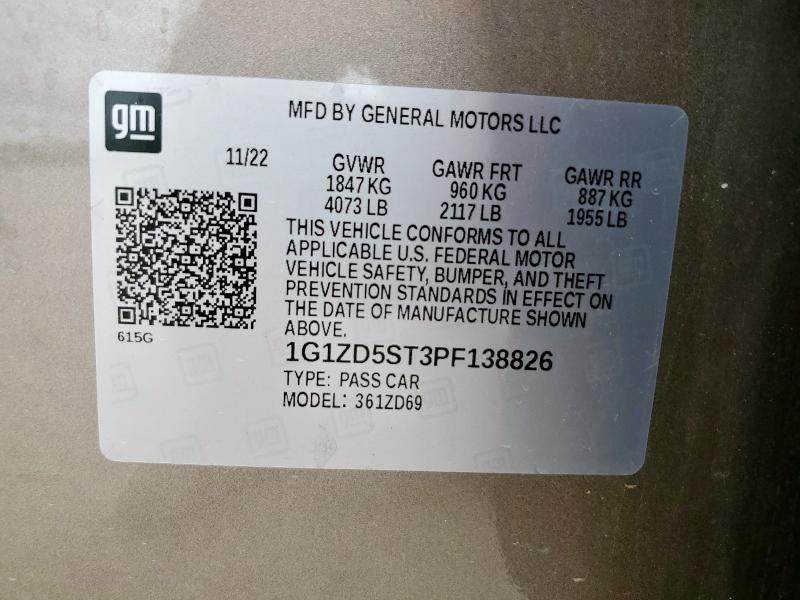 gm
MFD BY GENERAL MOTORS LLC
11/22
GVWR
1847 KG
4073 LB
GAWR FRT
960 KG
2117 LB
GAWR RR
887 KG
1955 LB
THIS VEHICLE CONFORMS TO ALL
APPLICABLE U.S. FEDERAL MOTOR
VEHICLE SAFETY, BUMPER, AND THEFT
PREVENTION STANDARDS IN EFFECT ON
THE DATE OF MANUFACTURE SHOWN
ABOVE.
615G
1G1ZD5ST3PF138826
TYPE: PASS CAR
MODEL: 361ZD69